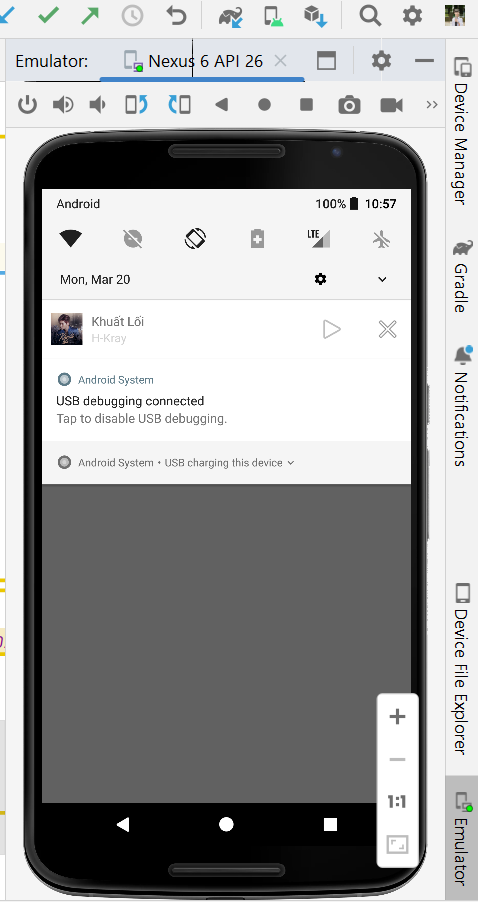 Emulator: Nexus 6 API 26
Android 100% 10:57
LTE
Mon, Mar 20
Khuất Lối
H-Kray
Android System
USB debugging connected
Tap to disable USB debugging.
Android System • USB charging this device
1:1
Device Manager
Gradle
Notifications
Device File Explorer
Emulator